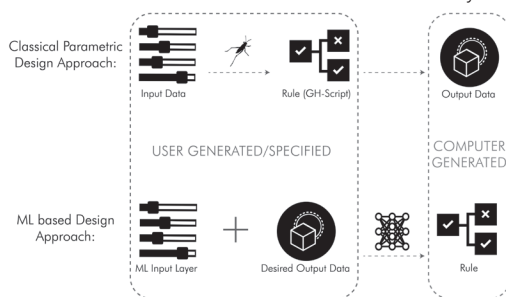 Classical Parametric
Design Approach:
Input Data
Rule (GH-Script)
Output Data
USER GENERATED/SPECIFIED
COMPUTER
GENERATED
ML based Design
Approach:
ML Input Layer
Desired Output Data
Rule